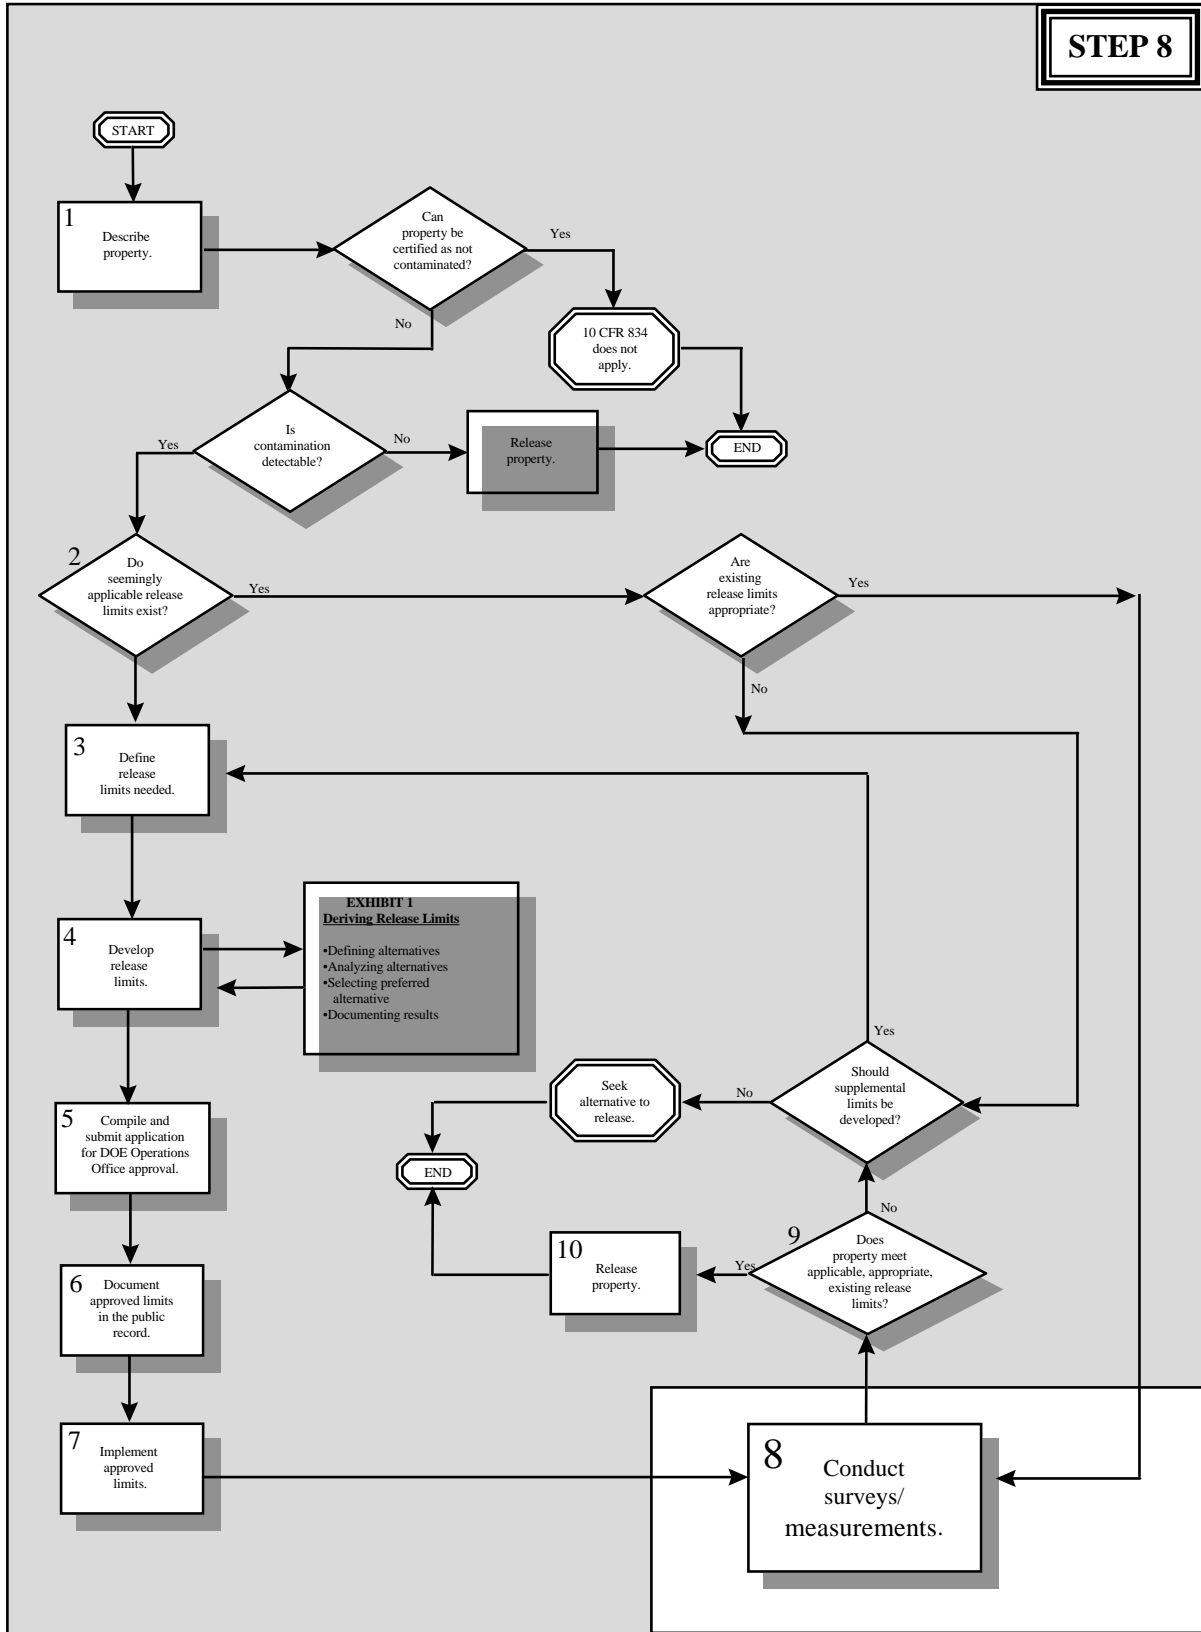 STEP 8
START
1
Describe
property.
Can
property be
certified as not
contaminated?
Yes
No
10 CFR 834
does not
apply.
Is
contamination
detectable?
Yes
No
Release
property.
END
2
Do
seemingly
applicable release
limits exist?
Yes
Are
existing
release limits
appropriate?
Yes
No
3
Define
release
limits needed.
4
Develop
release
limits.
EXHIBIT 1
Deriving Release Limits
•Defining alternatives
•Analyzing alternatives
•Selecting preferred
alternative
•Documenting results
Yes
Should
supplemental
limits be
developed?
No
Seek
alternative to
release.
5
Compile and
submit application
for DOE Operations
Office approval.
END
No
9
Does
property meet
applicable, appropriate,
existing release
limits?
Yes
10
Release
property.
6
Document
approved limits
in the public
record.
7
Implement
approved
limits.
8
Conduct
surveys/
measurements.